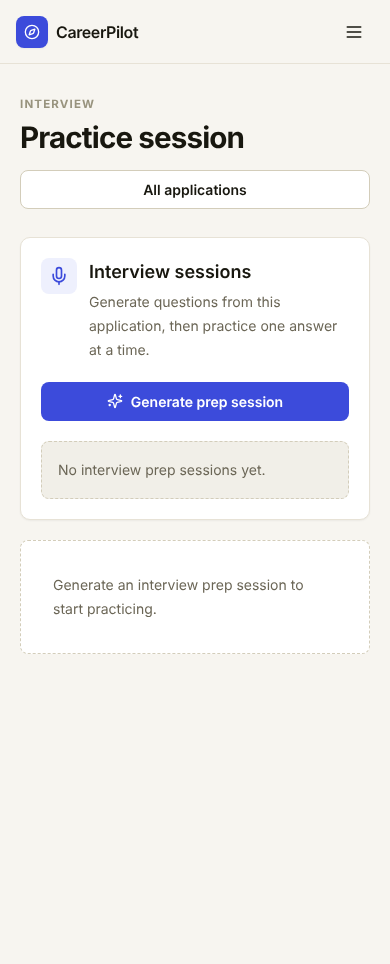 CareerPilot
INTERVIEW
Practice session
All applications
Interview sessions
Generate questions from this
application, then practice one answer
at a time.
Generate prep session
No interview prep sessions yet.
Generate an interview prep session to
start practicing.